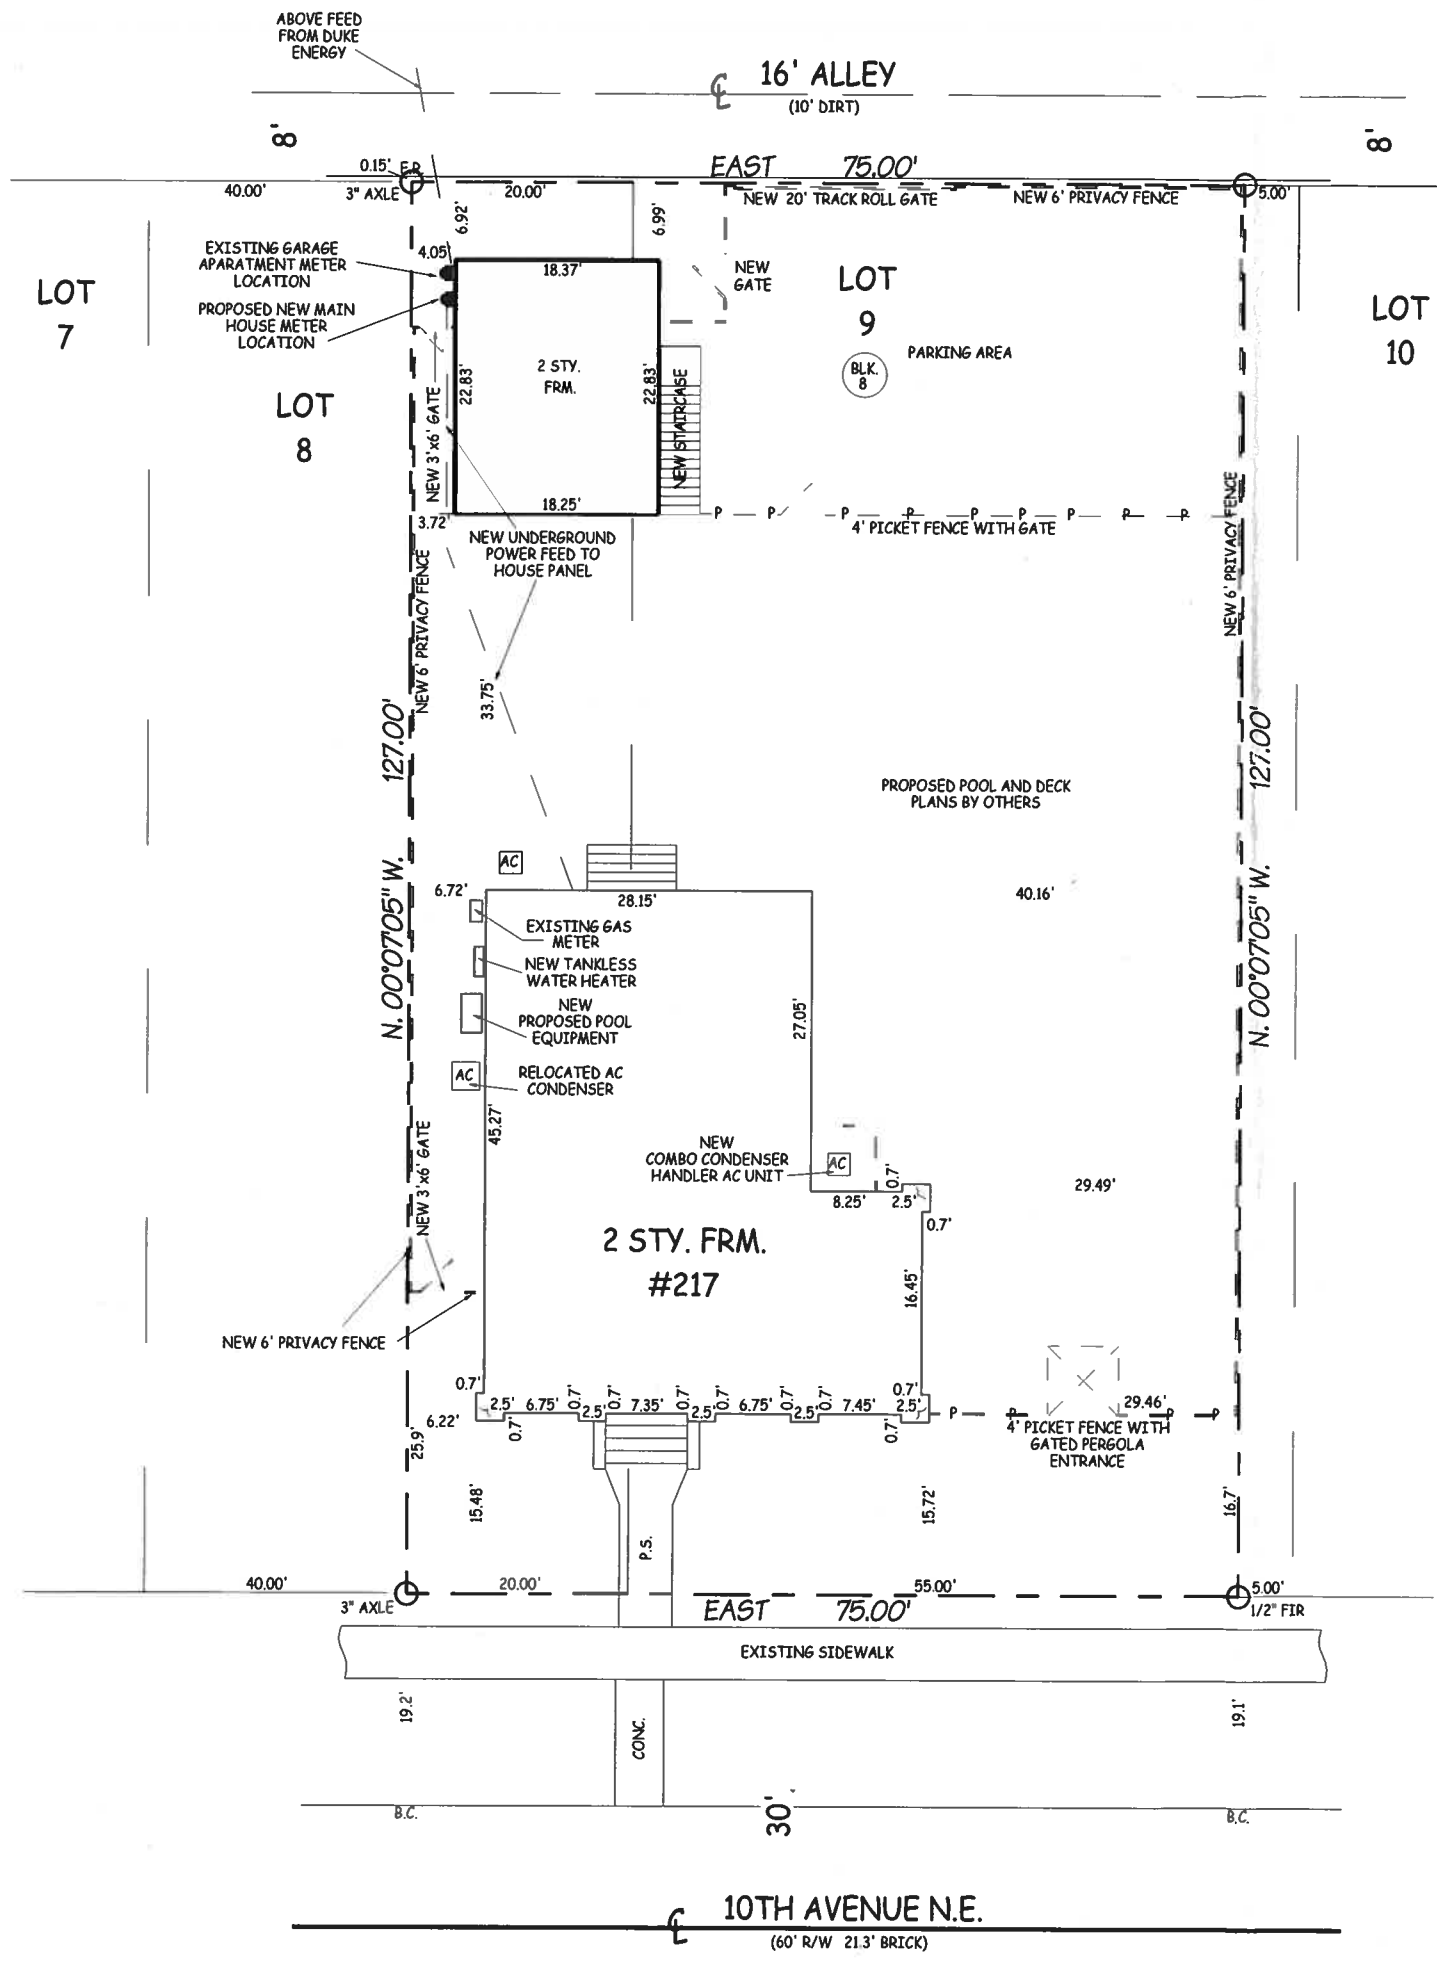 ABOVE FEED
FROM DUKE
ENERGY
16' ALLEY
(10' DIRT)
8'
8'
EAST 75.00'
0.15'
40.00'
3" AXLE
20.00'
NEW 20' TRACK ROLL GATE
NEW 6' PRIVACY FENCE
5.00'
6.92'
6.99'
4.05'
18.37'
EXISTING GARAGE
APARATMENT METER
LOCATION
PROPOSED NEW MAIN
HOUSE METER
LOCATION
NEW
GATE
LOT
7
LOT
8
LOT
9
BLK.
8
PARKING AREA
LOT
10
2 STY.
FRM.
22.83'
22.83'
NEW STAIRCASE
NEW 3'x6' GATE
18.25'
3.72'
P P P P P P P P P
4' PICKET FENCE WITH GATE
NEW UNDERGROUND
POWER FEED TO
HOUSE PANEL
NEW 6' PRIVACY FENCE
NEW 6' PRIVACY FENCE
33.75'
N. 00°07'05" W. 127.00'
N. 00°07'05" W. 127.00'
PROPOSED POOL AND DECK
PLANS BY OTHERS
AC
6.72'
28.15'
40.16'
EXISTING GAS
METER
NEW TANKLESS
WATER HEATER
NEW
PROPOSED POOL
EQUIPMENT
AC
RELOCATED AC
CONDENSER
27.05'
45.27'
NEW 3'x6' GATE
NEW
COMBO CONDENSER
HANDLER AC UNIT
AC
8.25'
0.7'
2.5'
0.7'
29.49'
2 STY. FRM.
#217
16.45'
NEW 6' PRIVACY FENCE
0.7'
2.5'
6.75'
0.7'
2.5'
0.7'
7.35'
0.7'
2.5'
6.75'
0.7'
0.7'
7.45'
0.7'
2.5'
6.22'
0.7'
0.7'
P P P P
29.46'
4' PICKET FENCE WITH
GATED PERGOLA
ENTRANCE
25.9'
15.48'
15.72'
16.7'
P.S.
40.00'
3" AXLE
20.00'
55.00'
5.00'
1/2" FIR
EAST 75.00'
EXISTING SIDEWALK
19.2'
CONC.
19.1'
B.C.
30'
B.C.
10TH AVENUE N.E.
(60' R/W 21.3' BRICK)